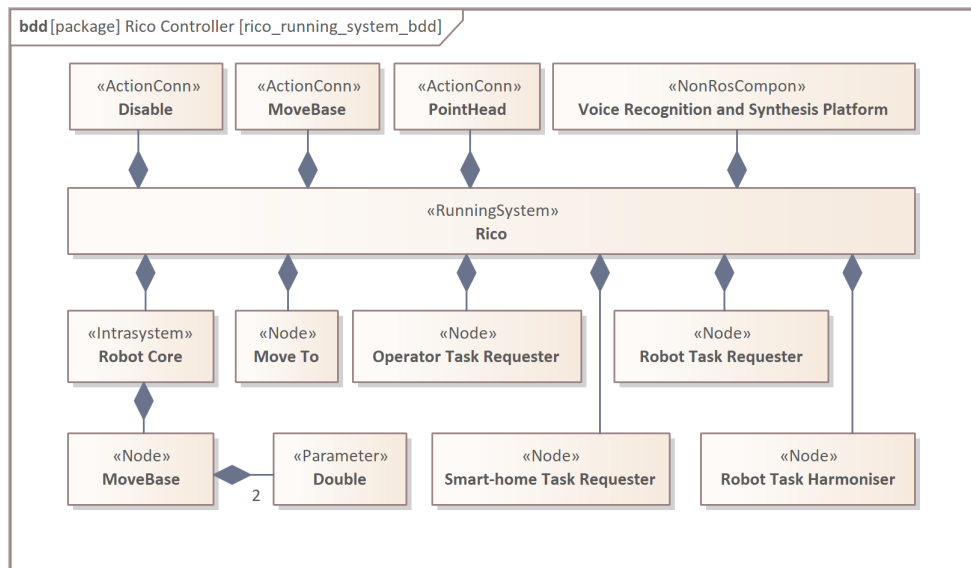 bdd [package] Rico Controller [rico_running_system_bdd]
«ActionConn»
Disable
«ActionConn»
MoveBase
«ActionConn»
PointHead
«NonRosCompon»
Voice Recognition and Synthesis Platform
«RunningSystem»
Rico
«Intrasystem»
Robot Core
«Node»
Move To
«Node»
Operator Task Requester
«Node»
Robot Task Requester
«Node»
MoveBase
2
«Parameter»
Double
«Node»
Smart-home Task Requester
«Node»
Robot Task Harmoniser